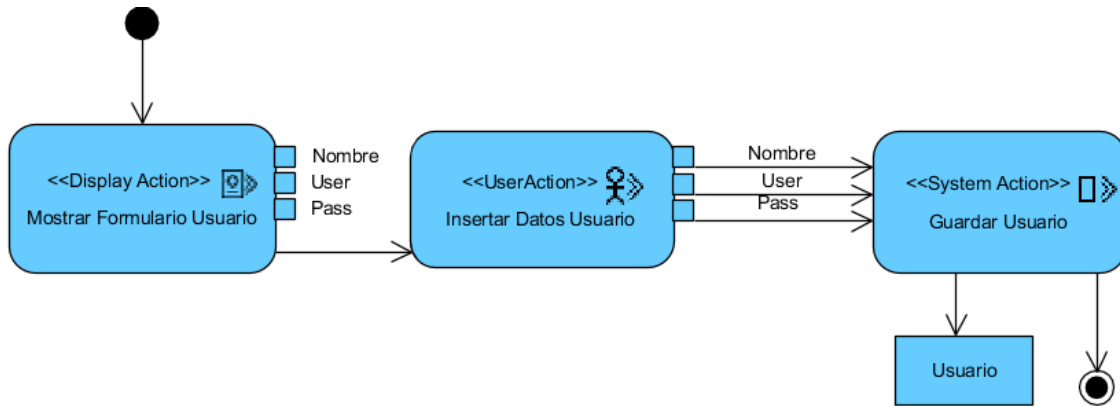 <<Display Action>>
Mostrar Formulario Usuario
Nombre
User
Pass
<<UserAction>>
Insertar Datos Usuario
Nombre
User
Pass
<<System Action>>
Guardar Usuario
Usuario